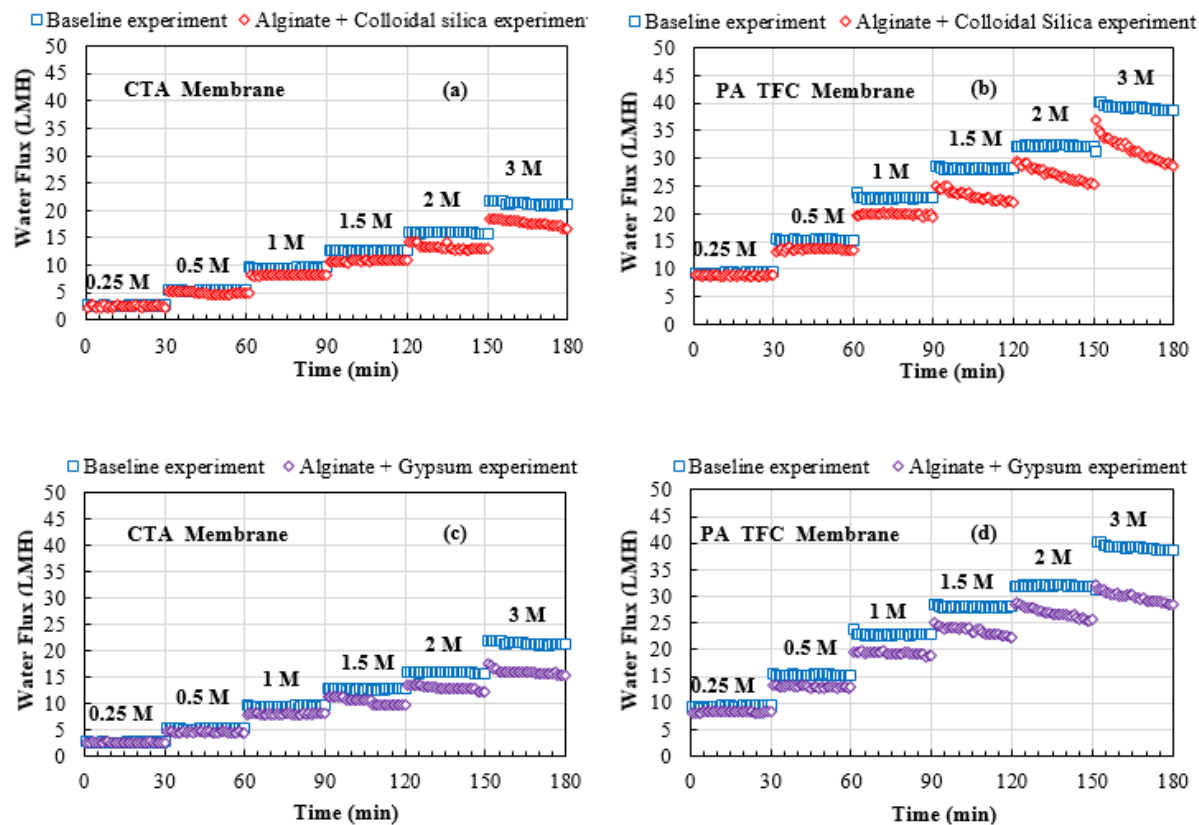 Baseline experiment Alginate + Colloidal silica experiment
50
45
40
35
30
25
20
15
10
5
0
Water Flux (LMH)
CTA Membrane (a)
0.25 M 0.5 M 1 M 1.5 M 2 M 3 M
0 30 60 90 120 150 180
Time (min)
Baseline experiment Alginate + Colloidal Silica experiment
50
45
40
35
30
25
20
15
10
5
0
Water Flux (LMH)
PA TFC Membrane (b)
0.25 M 0.5 M 1 M 1.5 M 2 M 3 M
0 30 60 90 120 150 180
Time (min)
Baseline experiment Alginate + Gypsum experiment
50
45
40
35
30
25
20
15
10
5
0
Water Flux (LMH)
CTA Membrane (c)
0.25 M 0.5 M 1 M 1.5 M 2 M 3 M
0 30 60 90 120 150 180
Time (min)
Baseline experiment Alginate + Gypsum experiment
50
45
40
35
30
25
20
15
10
5
0
Water Flux (LMH)
PA TFC Membrane (d)
0.25 M 0.5 M 1 M 1.5 M 2 M 3 M
0 30 60 90 120 150 180
Time (min)